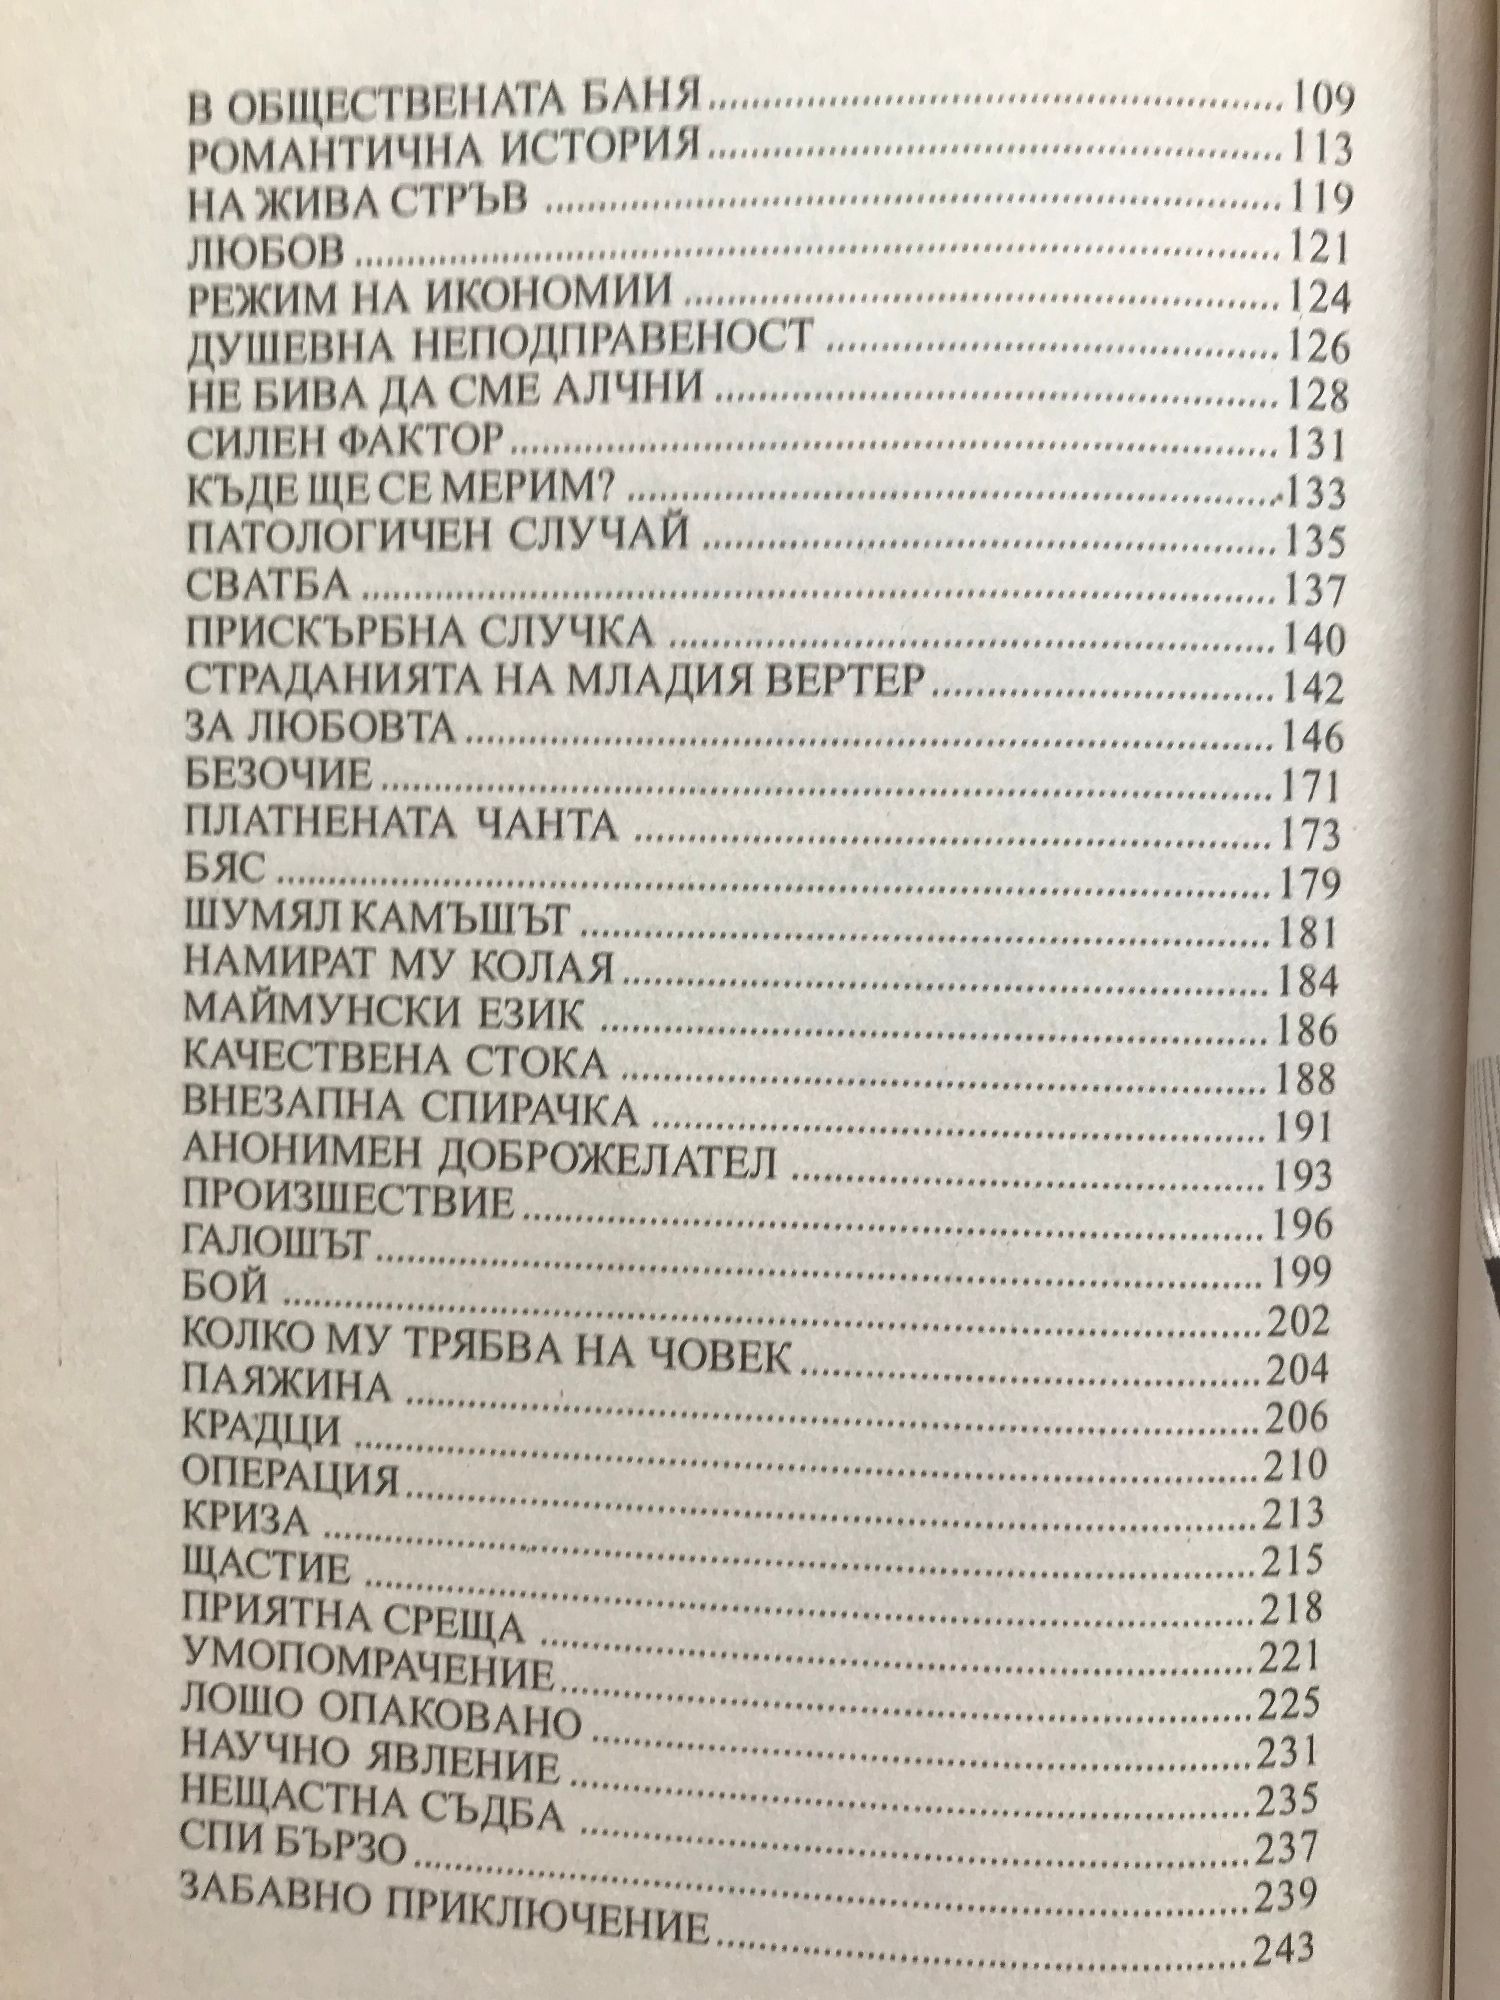 В ОБЩЕСТВЕНАТА БАНЯ.......................................................109
РОМАНТИЧНА ИСТОРИЯ.......................................................113
НА ЖИВА СТРЪВ .......................................................119
ЛЮБОВ .......................................................121
РЕЖИМ НА ИКОНОМИИ .......................................................124
ДУШЕВНА НЕПОДПРАВЕНОСТ .......................................................126
НЕ БИВА ДА СМЕ АЛЧНИ .......................................................128
СИЛЕН ФАКТОР.......................................................131
КЪДЕ ЩЕ СЕ МЕРИМ? .......................................................133
ПАТОЛОГИЧЕН СЛУЧАЙ .......................................................135
СВАТБА .......................................................137
ПРИСКЪРБНА СЛУЧКА .......................................................140
СТРАДАНИЯТА НА МЛАДИЯ ВЕРТЕР.......................................................142
ЗА ЛЮБОВТА.......................................................146
БЕЗОЧИЕ.......................................................171
ПЛАТНЕНАТА ЧАНТА .......................................................173
БЯС .......................................................179
ШУМЯЛ КАМЪШЪТ .......................................................181
НАМИРАТ МУ КОЛАЯ.......................................................184
МАЙМУНСКИ ЕЗИК .......................................................186
КАЧЕСТВЕНА СТОКА .......................................................188
ВНЕЗАПНА СПИРАЧКА .......................................................191
АНОНИМЕН ДОБРОЖЕЛАТЕЛ .......................................................193
ПРОИЗШЕСТВИЕ.......................................................196
ГАЛОШЪТ.......................................................199
БОЙ .......................................................202
КОЛКО МУ ТРЯБВА НА ЧОВЕК.......................................................204
ПАЯЖИНА .......................................................206
КРАДЦИ .......................................................210
ОПЕРАЦИЯ.......................................................213
КРИЗА .......................................................215
ЩАСТИЕ .......................................................218
ПРИЯТНА СРЕЩА .......................................................221
УМОПОМРАЧЕНИЕ.......................................................225
ЛОШО ОПАКОВАНО .......................................................231
НАУЧНО ЯВЛЕНИЕ .......................................................235
НЕЩАСТНА СЪДБА .......................................................237
СПИ БЪРЗО .......................................................239
ЗАБАВНО ПРИКЛЮЧЕНИЕ.......................................................243